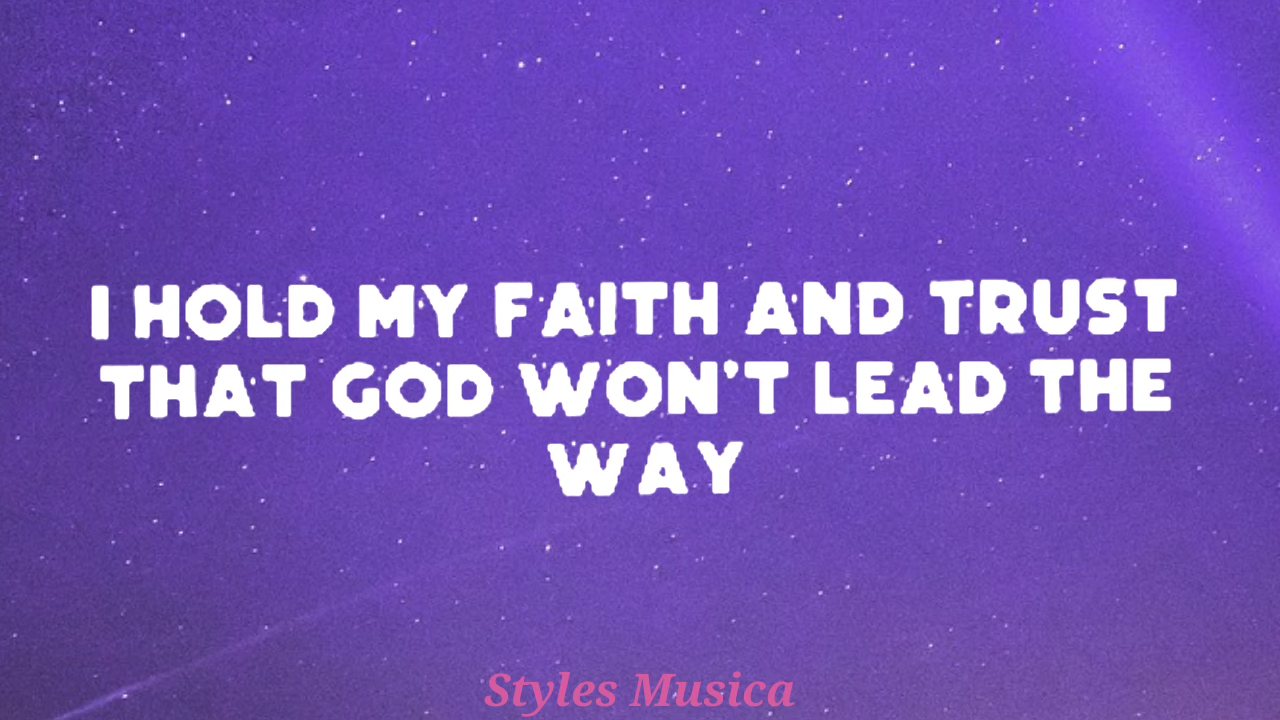 I HOLD MY FAITH AND TRUST
THAT GOD WON'T LEAD THE
WAY
Styles Musica